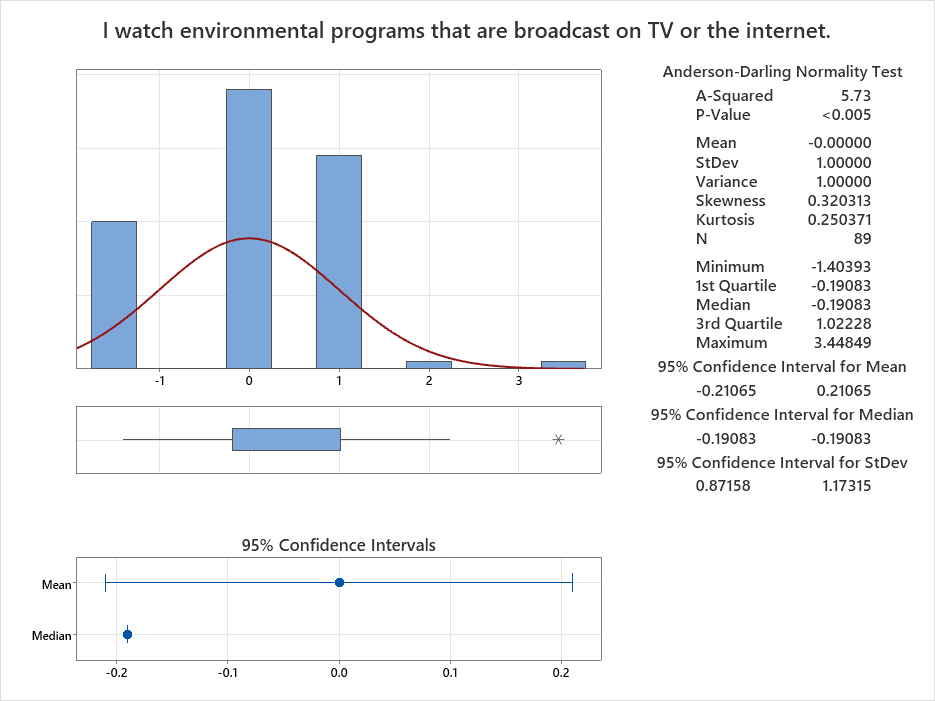 I watch environmental programs that are broadcast on TV or the internet.
-1 0 1 2 3
95% Confidence Intervals
Mean
Median
-0.2 -0.1 0.0 0.1 0.2
Anderson-Darling Normality Test
A-Squared 5.73
P-Value <0.005
Mean -0.00000
StDev 1.00000
Variance 1.00000
Skewness 0.320313
Kurtosis 0.250371
N 89
Minimum -1.40393
1st Quartile -0.19083
Median -0.19083
3rd Quartile 1.02228
Maximum 3.44849
95% Confidence Interval for Mean
-0.21065 0.21065
95% Confidence Interval for Median
-0.19083 -0.19083
95% Confidence Interval for StDev
0.87158 1.17315